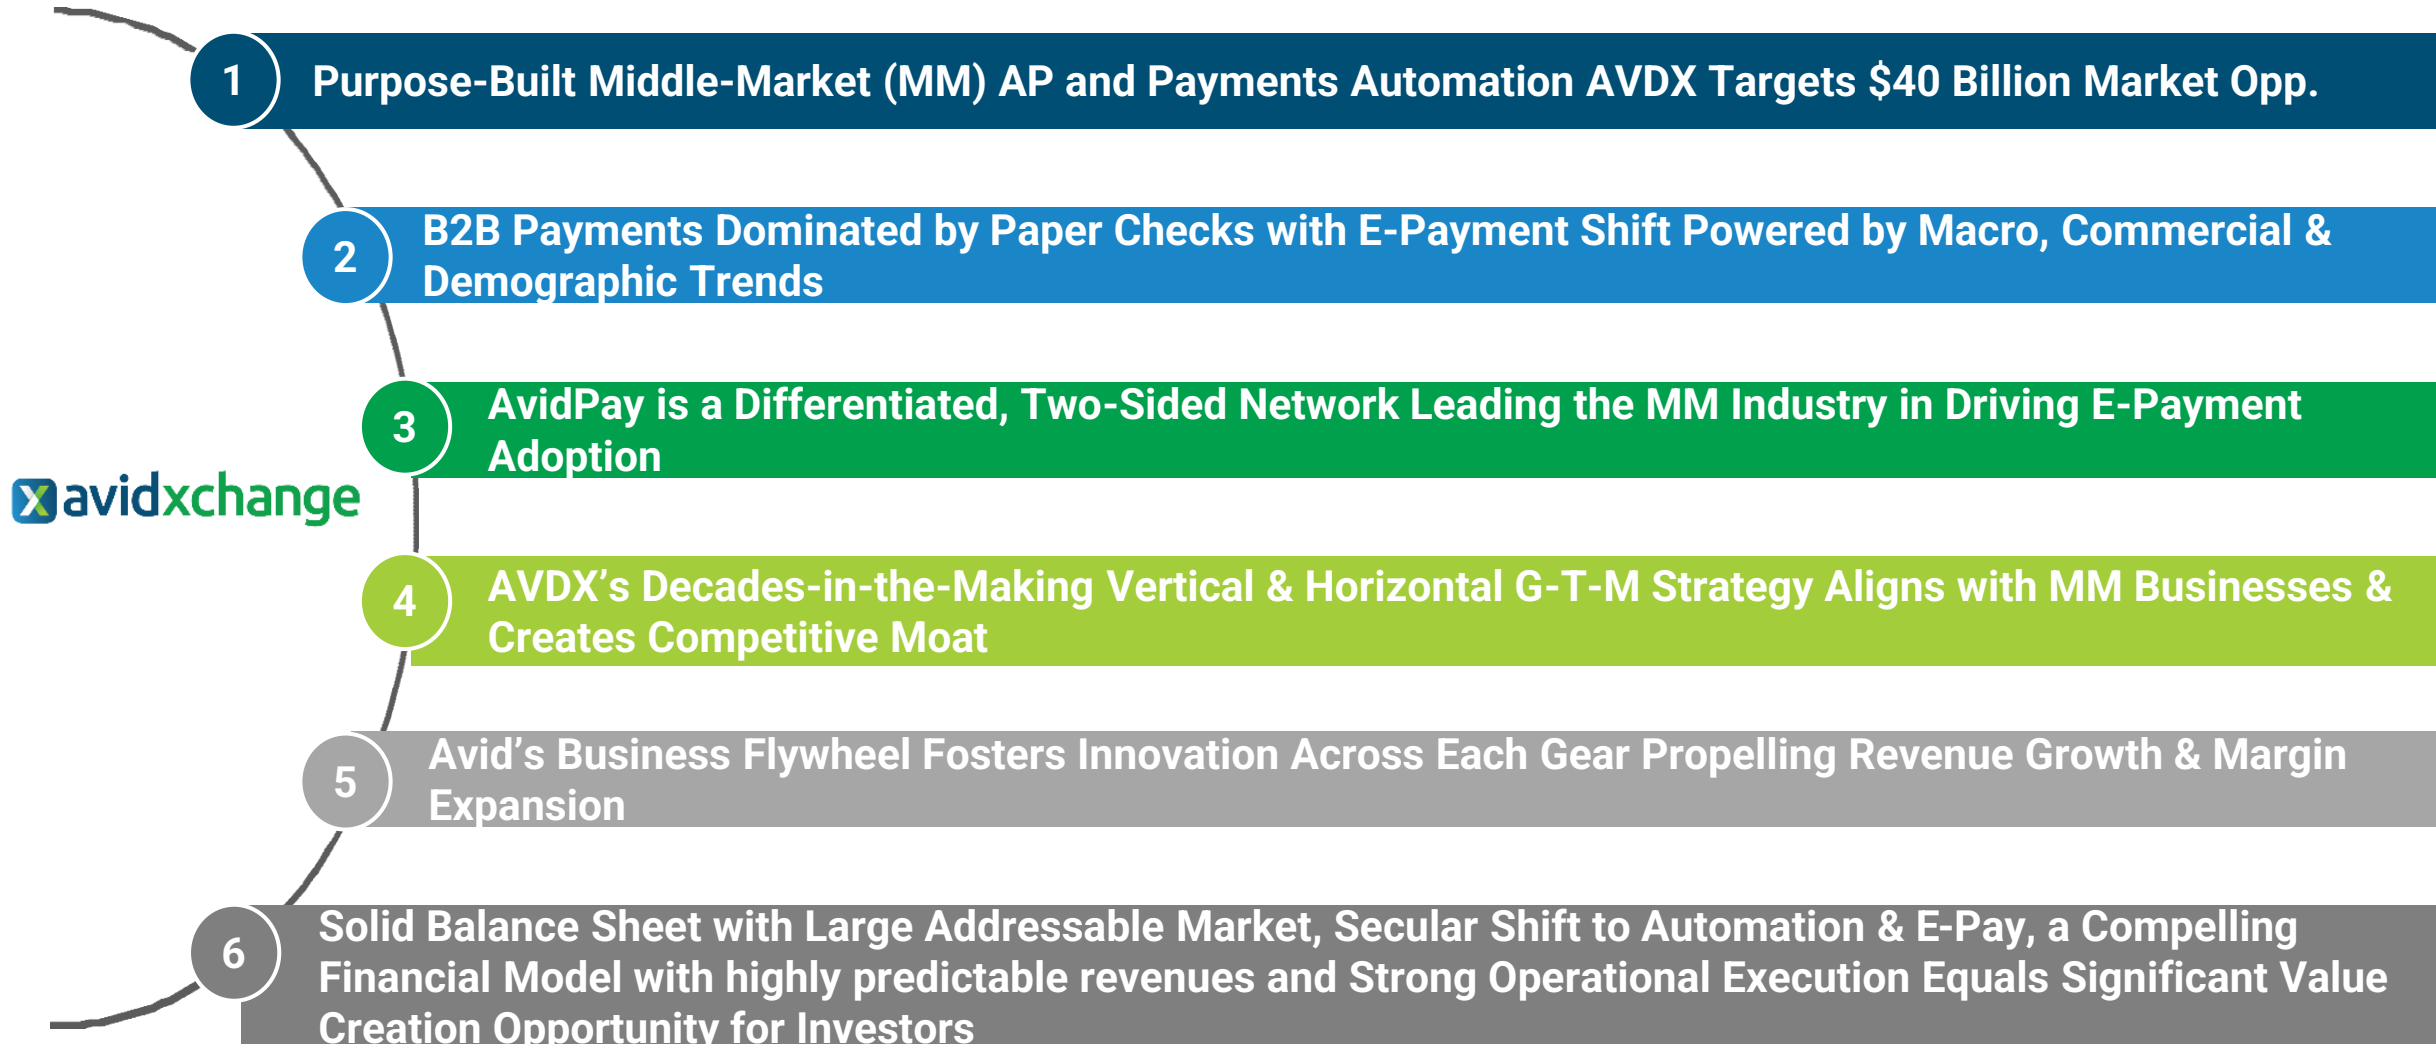 1
Purpose-Built Middle-Market (MM) AP and Payments Automation AVDX Targets $40 Billion Market Opp.
2
B2B Payments Dominated by Paper Checks with E-Payment Shift Powered by Macro, Commercial &
Demographic Trends
3
AvidPay is a Differentiated, Two-Sided Network Leading the MM Industry in Driving E-Payment
Adoption
x avidxchange
4
AVDX’s Decades-in-the-Making Vertical & Horizontal G-T-M Strategy Aligns with MM Businesses &
Creates Competitive Moat
5
Avid’s Business Flywheel Fosters Innovation Across Each Gear Propelling Revenue Growth & Margin
Expansion
6
Solid Balance Sheet with Large Addressable Market, Secular Shift to Automation & E-Pay, a Compelling
Financial Model with highly predictable revenues and Strong Operational Execution Equals Significant Value
Creation Opportunity for Investors